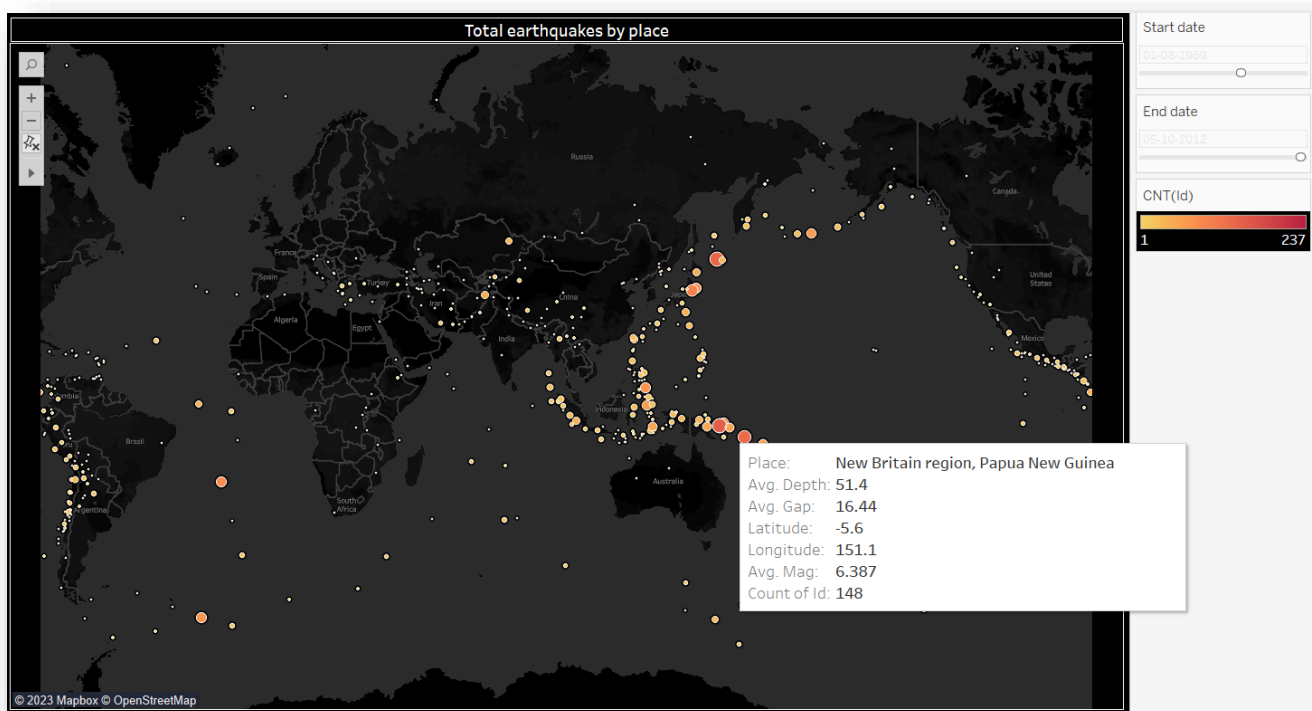 Total earthquakes by place
Start date
01-08-1969
End date
05-10-2012
CNT(Id)
1
237
Russia
Canada
France
Spain
Turkey
United
States
China
Iran
Algeria
Egypt
India
Mexico
Indonesia
Brazil
Australia
South
Africa
Argentina
Place: New Britain region, Papua New Guinea
Avg. Depth: 51.4
Avg. Gap: 16.44
Latitude: -5.6
Longitude: 151.1
Avg. Mag: 6.387
Count of Id: 148
© 2023 Mapbox © OpenStreetMap